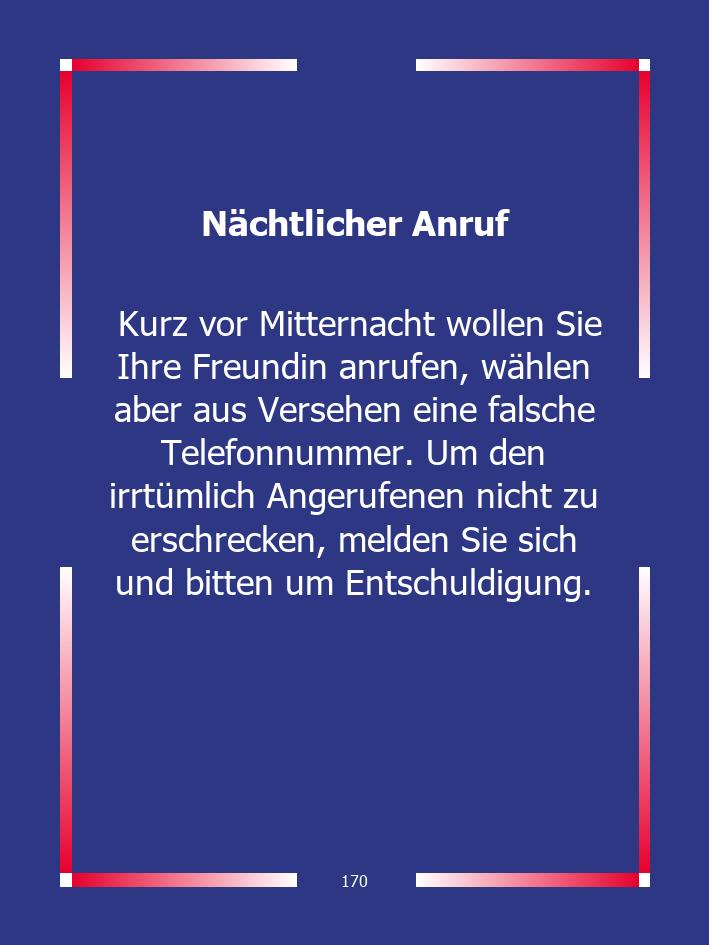 Nächtlicher Anruf
Kurz vor Mitternacht wollen Sie
Ihre Freundin anrufen, wählen
aber aus Versehen eine falsche
Telefonnummer. Um den
irrtümlich Angerufenen nicht zu
erschrecken, melden Sie sich
und bitten um Entschuldigung.
170